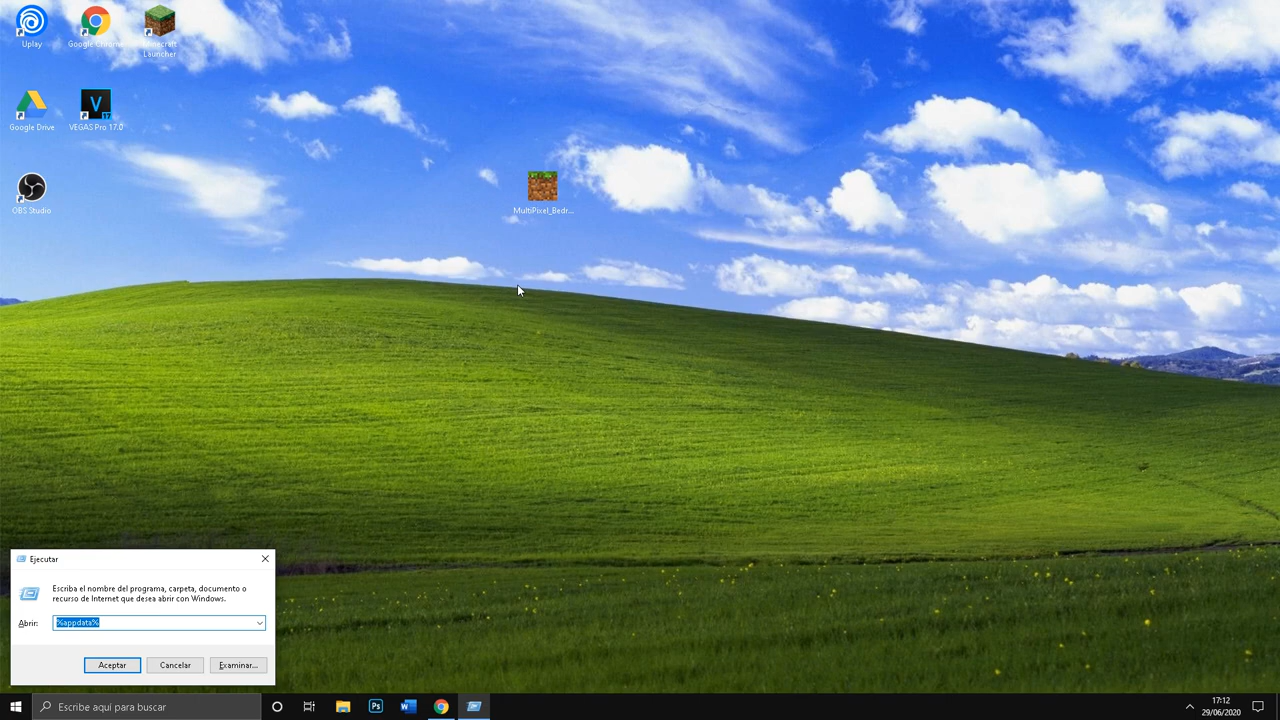 Uplay
Google Chrome
Minecraft
Launcher
Google Drive
VEGAS Pro 17.0
OBS Studio
MultiPixel_Bedr...
Ejecutar
Escriba el nombre del programa, carpeta, documento o
recurso de Internet que desea abrir con Windows.
Abrir:
%appdata%
Aceptar
Cancelar
Examinar...
Escribe aquí para buscar
Ps
W
17:12
29/06/2020